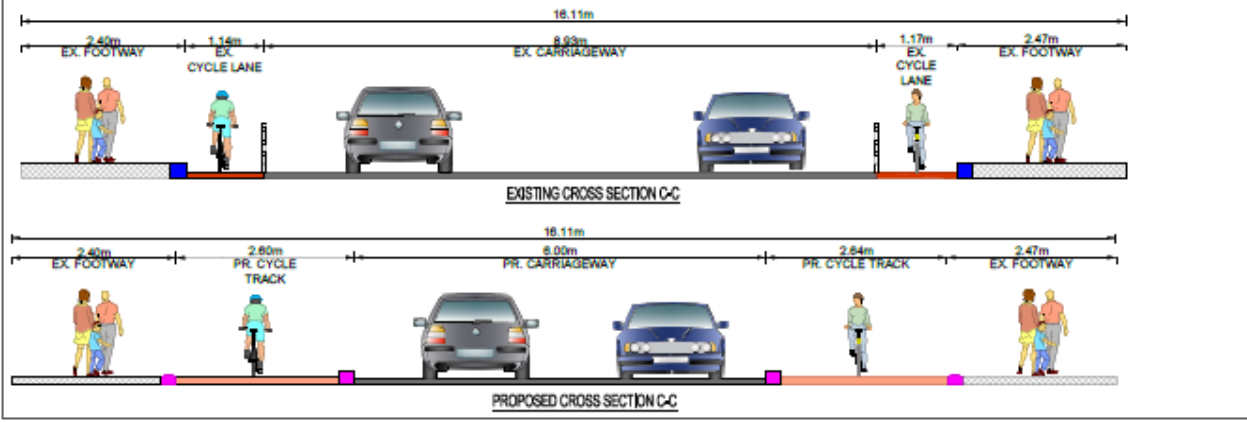 16.11m
2.40m
EX. FOOTWAY
1.14m
EX.
CYCLE LANE
8.93m
EX. CARRIAGEWAY
1.17m
EX.
CYCLE
LANE
2.47m
EX. FOOTWAY
EXISTING CROSS SECTION C-C
16.11m
2.40m
EX. FOOTWAY
2.60m
PR. CYCLE
TRACK
6.00m
PR. CARRIAGEWAY
2.64m
PR. CYCLE TRACK
2.47m
EX. FOOTWAY
PROPOSED CROSS SECTION C-C